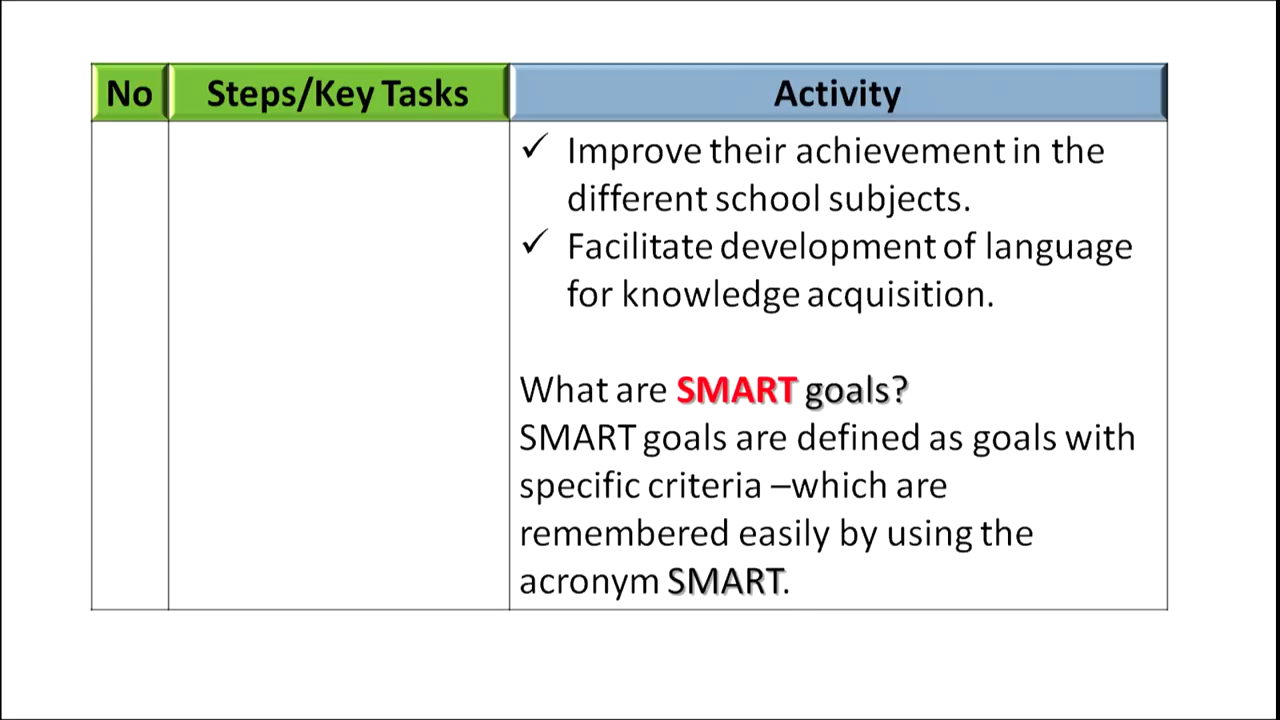 No Steps/Key Tasks Activity
✓ Improve their achievement in the
different school subjects.
✓ Facilitate development of language
for knowledge acquisition.
What are SMART goals?
SMART goals are defined as goals with
specific criteria –which are
remembered easily by using the
acronym SMART.